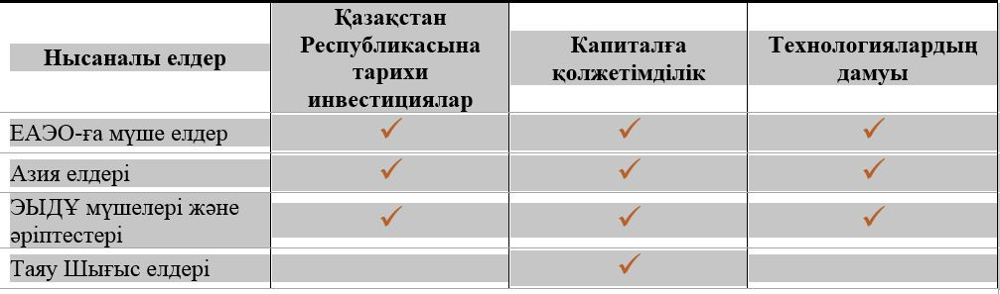 Нысаналы елдер
Қазақстан
Республикасына
тарихи
инвестициялар
Капиталға
қолжетімділік
Технологиялардың
дамуы
ЕАЭО-ға мүше елдер ✓ ✓ ✓
Азия елдері ✓ ✓ ✓
ЭЫДҰ мүшелері және
әріптестері ✓ ✓ ✓
Таяу Шығыс елдері ✓